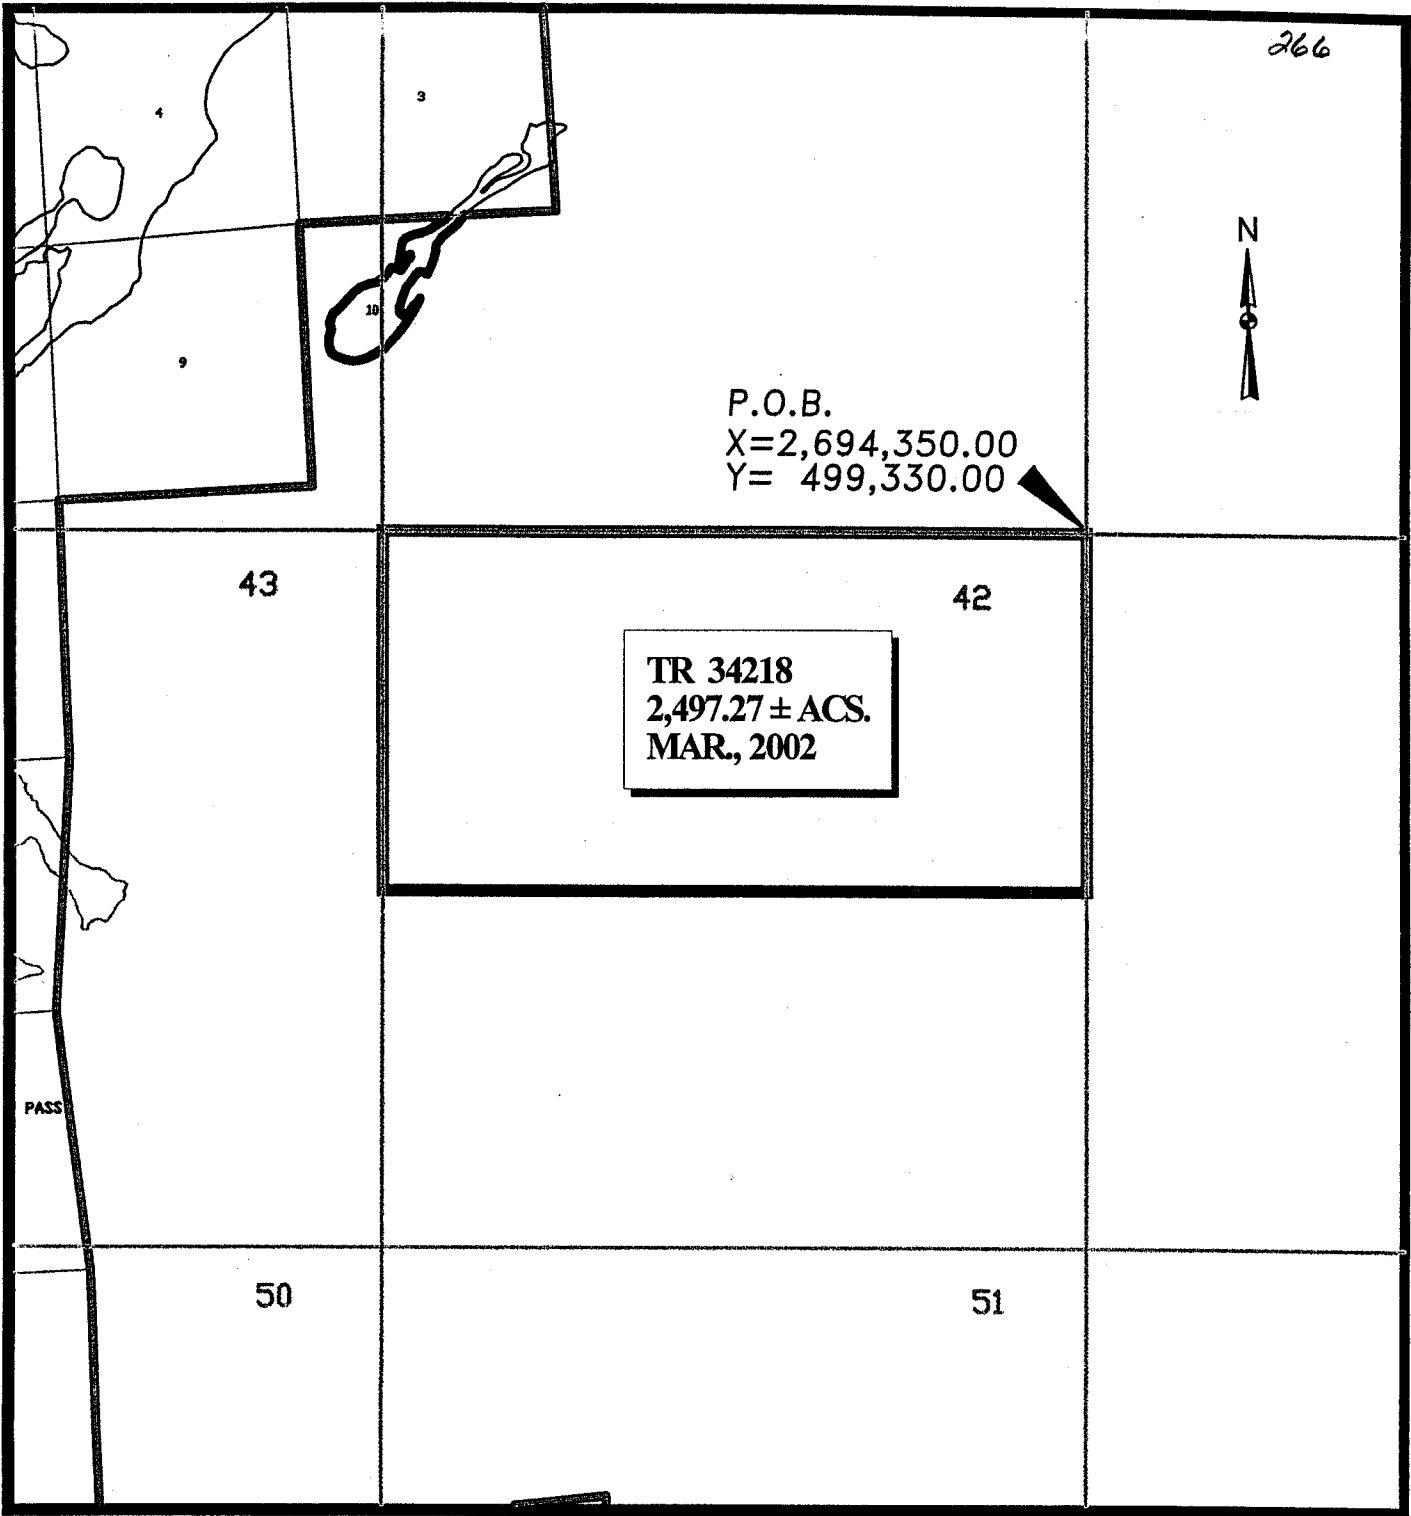 266
3
4
N
10
9
P.O.B.
X=2,694,350.00
Y= 499,330.00
43
42
TR 34218
2,497.27 ± ACS.
MAR., 2002
PASS
50
51